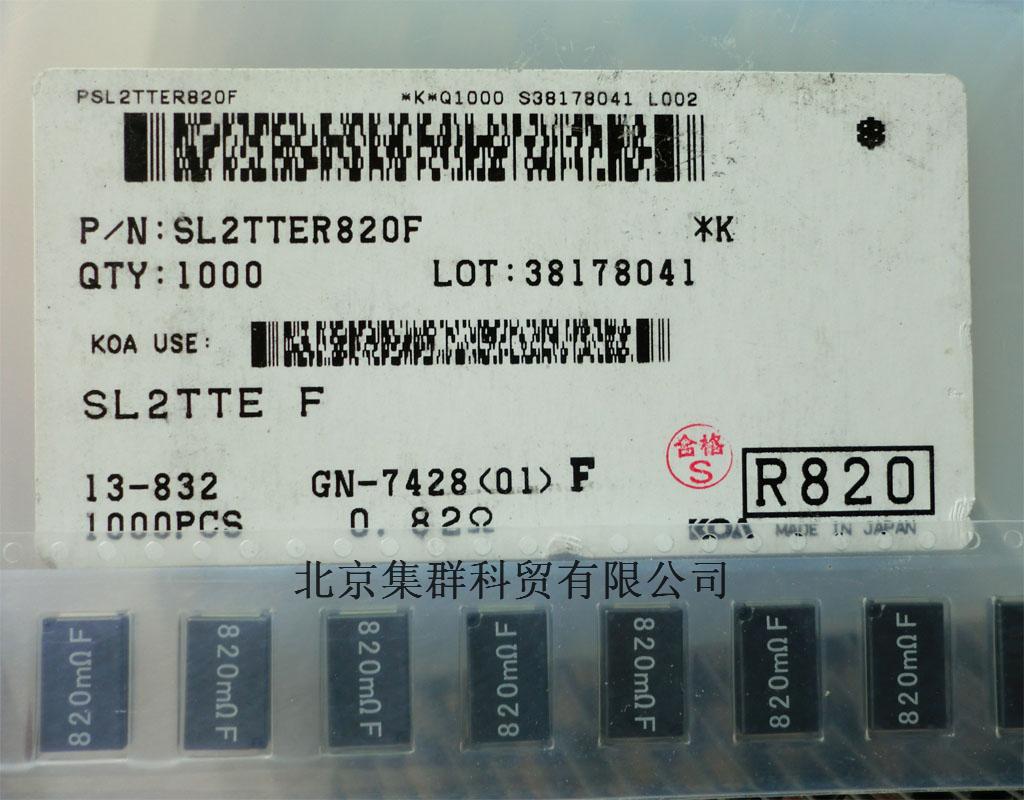 PSL2TTER820F *K*Q1000 S38178041 L002
P/N:SL2TTER820F *K
QTY:1000 LOT:38178041
KOA USE:
SL2TTE F
合格
S
13-832 GN-7428(01) F R820
1000PCS 0.82Ω KOA MADE IN JAPAN
北京集群科贸有限公司
820mΩF 820mΩF 820mΩF 820mΩF 820mΩF 820mΩF 820mΩF